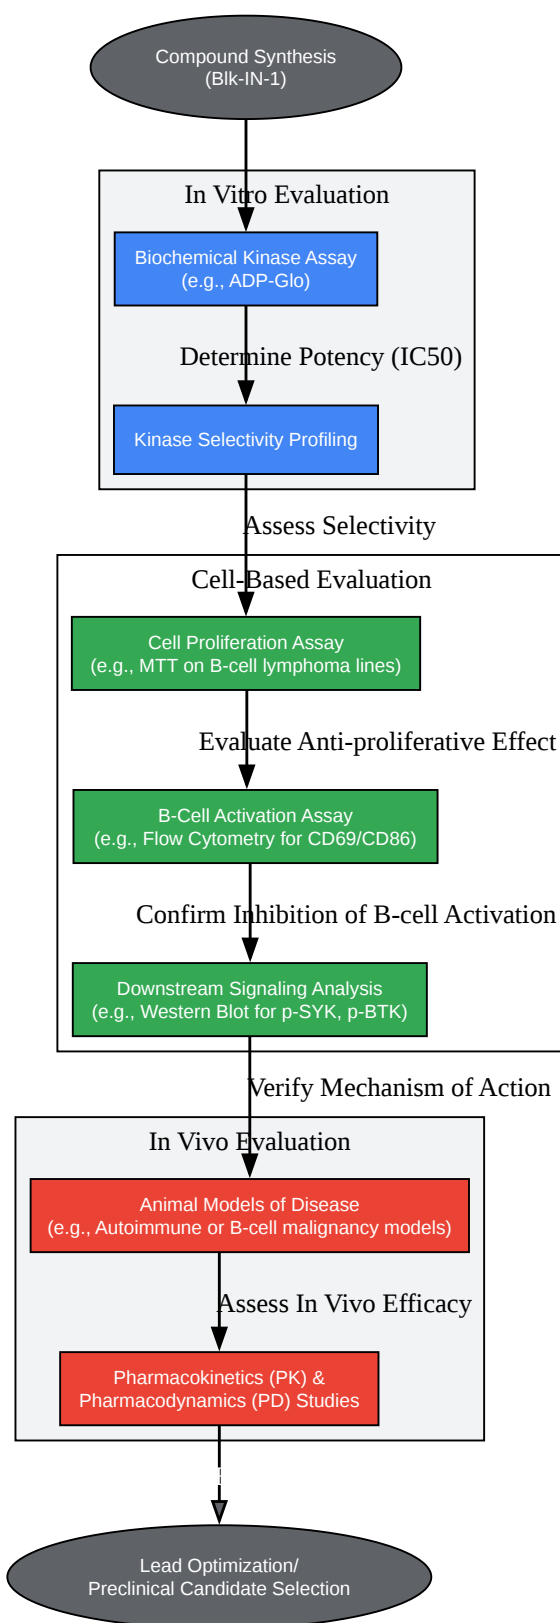 Compound Synthesis
(Blk-IN-1)
In Vitro Evaluation
Biochemical Kinase Assay
(e.g., ADP-Glo)
Determine Potency (IC50)
Kinase Selectivity Profiling
Assess Selectivity
Cell-Based Evaluation
Cell Proliferation Assay
(e.g., MTT on B-cell lymphoma lines)
Evaluate Anti-proliferative Effect
B-Cell Activation Assay
(e.g., Flow Cytometry for CD69/CD86)
Confirm Inhibition of B-cell Activation
Downstream Signaling Analysis
(e.g., Western Blot for p-SYK, p-BTK)
Verify Mechanism of Action
In Vivo Evaluation
Animal Models of Disease
(e.g., Autoimmune or B-cell malignancy models)
Assess In Vivo Efficacy
Pharmacokinetics (PK) &
Pharmacodynamics (PD) Studies
Lead Optimization/
Preclinical Candidate Selection